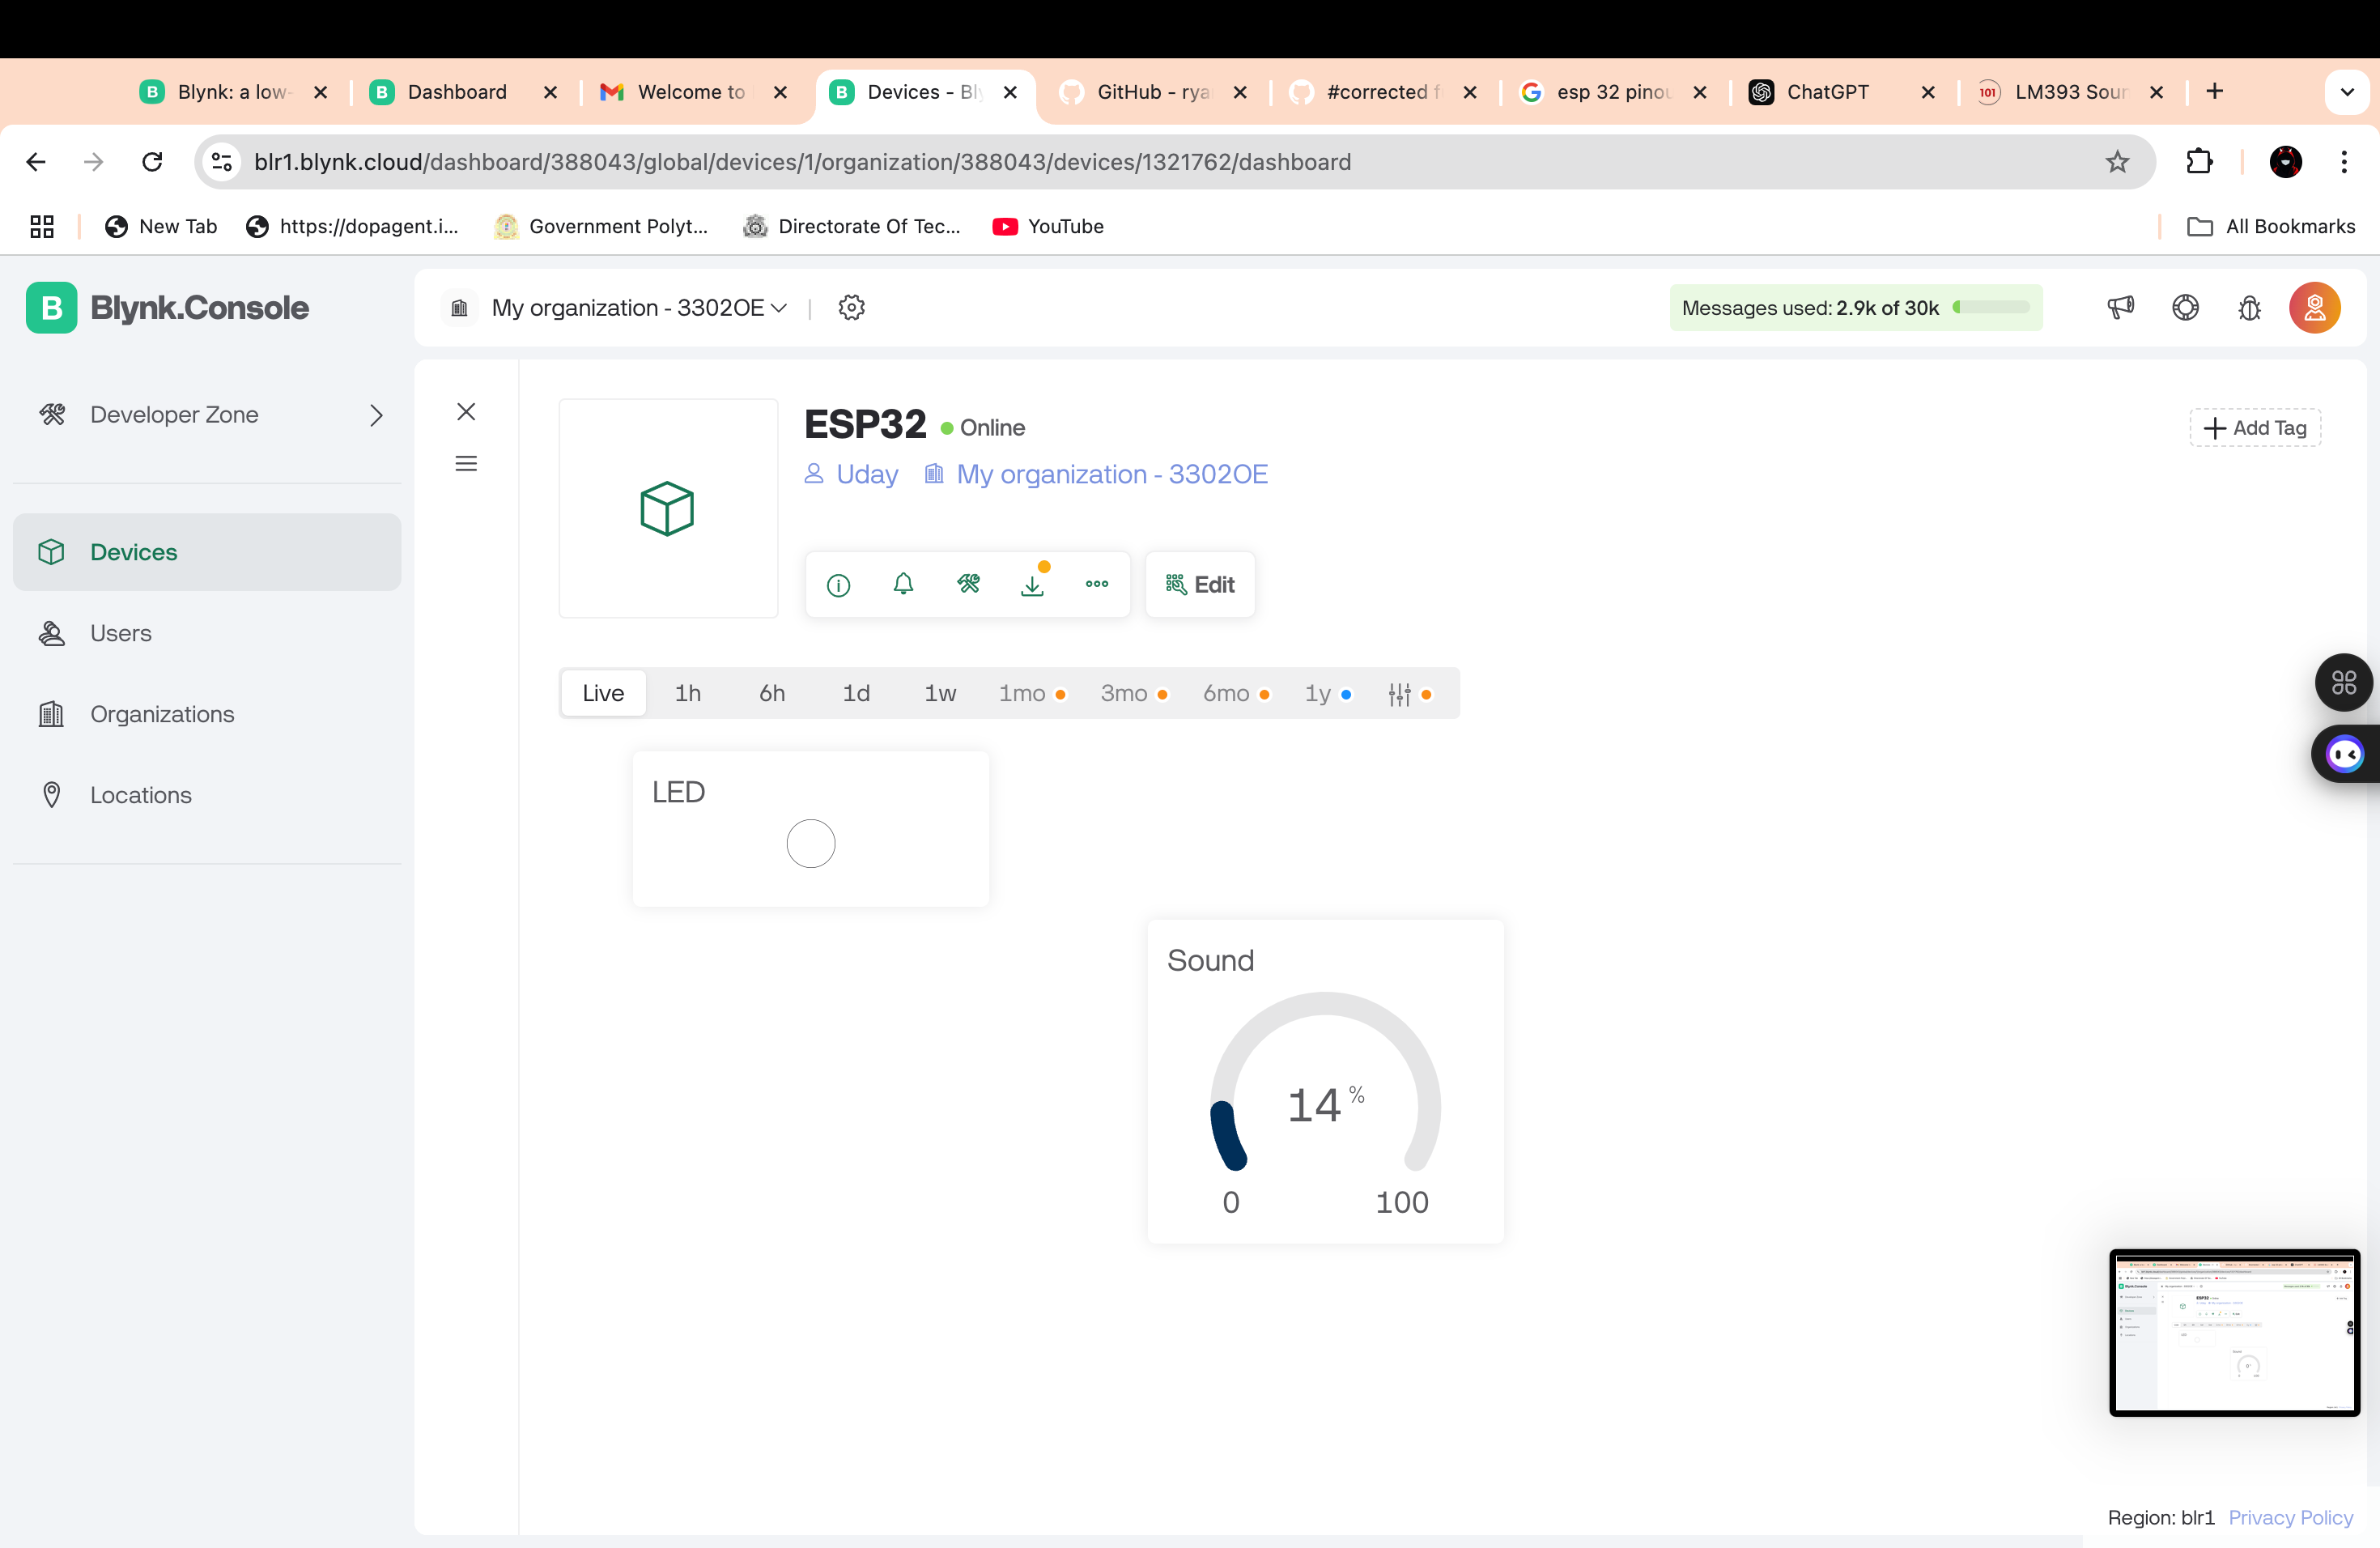 Blynk: a low-
Dashboard
Welcome to
Devices - Bly
GitHub - rya
#corrected f
esp 32 pinou
ChatGPT
101
LM393 Sour
blr1.blynk.cloud/dashboard/388043/global/devices/1/organization/388043/devices/1321762/dashboard
New Tab
https://dopagent.i...
Government Polyt...
Directorate Of Tec...
YouTube
All Bookmarks
B
Blynk.Console
My organization - 3302OE
Messages used: 2.9k of 30k
Developer Zone
Devices
Users
Organizations
Locations
ESP32
Online
Add Tag
Uday
My organization - 3302OE
Edit
Live
1h
6h
1d
1w
1mo
3mo
6mo
1y
LED
Sound
14 %
0
100
Region: blr1
Privacy Policy